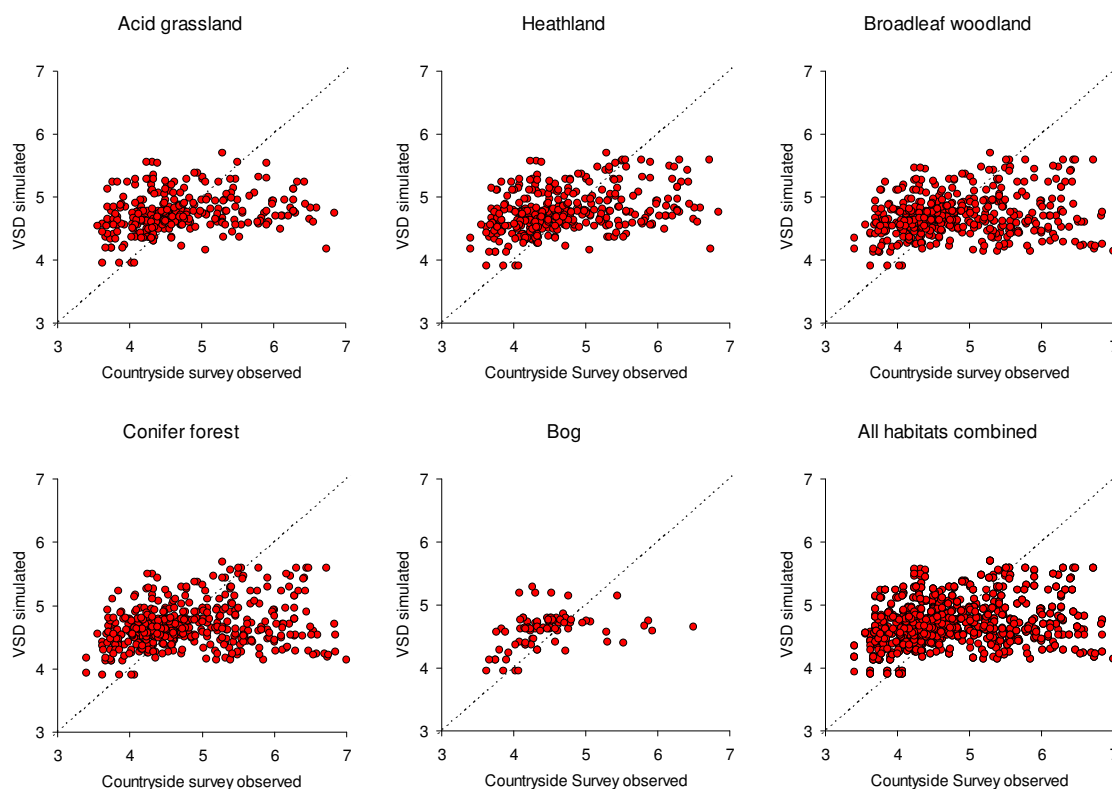 Acid grassland
Heathland
Broadleaf woodland
7
6
5
4
3
VSD simulated
3 4 5 6 7
Countryside survey observed
7
6
5
4
3
VSD simulated
3 4 5 6 7
Countryside Survey observed
7
6
5
4
3
VSD simulated
3 4 5 6 7
Countryside survey observed
Conifer forest
Bog
All habitats combined
7
6
5
4
3
VSD simulated
3 4 5 6 7
Countryside survey observed
7
6
5
4
3
VSD simulated
3 4 5 6 7
Countryside Survey observed
7
6
5
4
3
VSD simulated
3 4 5 6 7
Countyside Survey observed